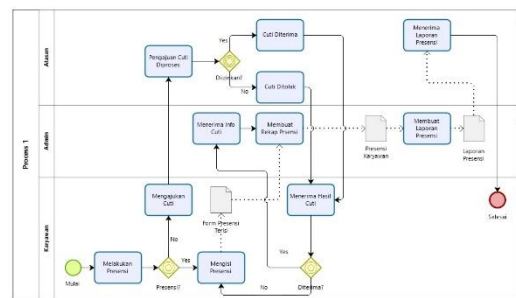 Process 1
Atasan
Pengajuan Cuti
Diproses
Yes
Diizinkan?
No
Cuti Diterima
Cuti Ditolak
Menerima
Laporan
Presensi
Admin
Menerima Info
Cuti
Membuat
Rekap Presensi
Presensi
Karyawan
Membuat
Laporan
Presensi
Laporan
Presensi
Karyawan
Mulai
Melakukan
Presensi
Presensi?
No
Yes
Mengajukan
Cuti
Mengisi
Presensi
Form Presensi
Terisi
Menerima Hasil
Cuti
Yes
Diterima?
No
Selesai